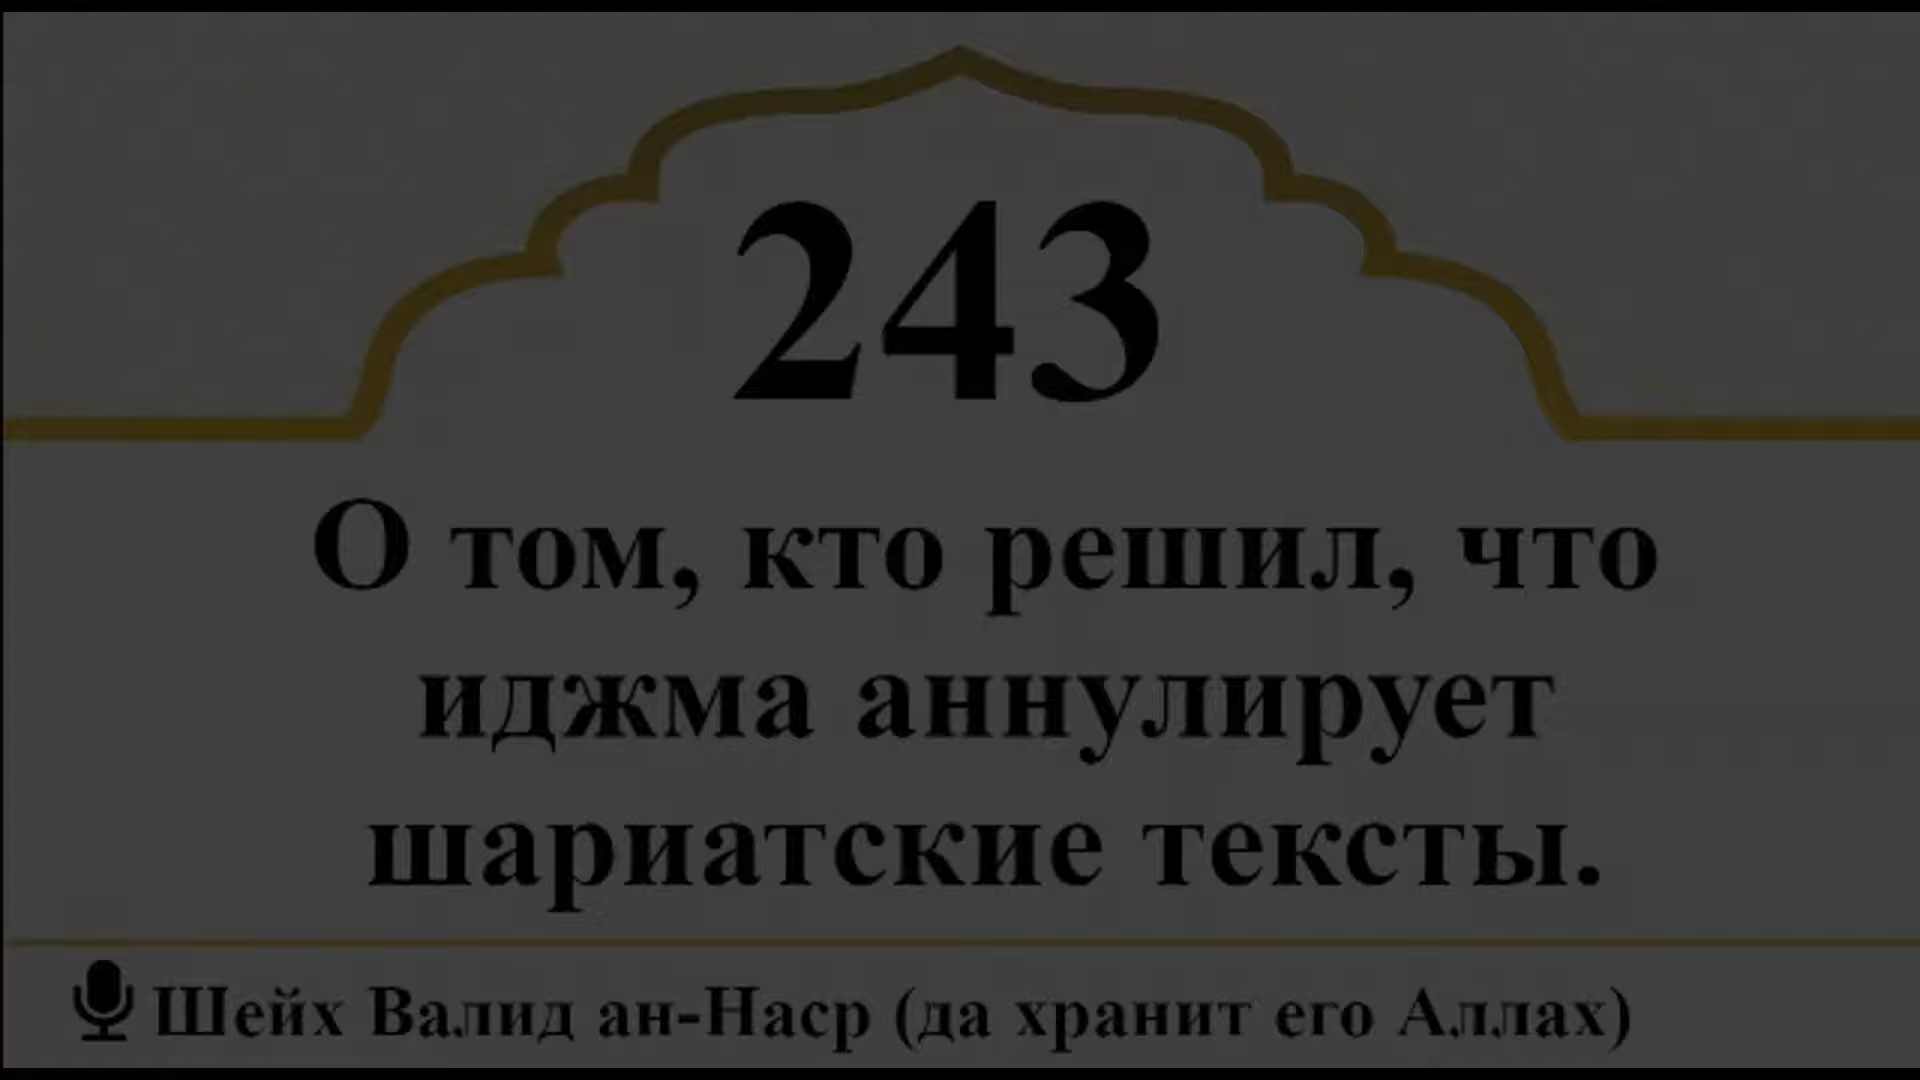 243
О том, кто решил, что
иджма аннулирует
шариатские тексты.
Шейх Валид ан-Наср (да хранит его Аллах)